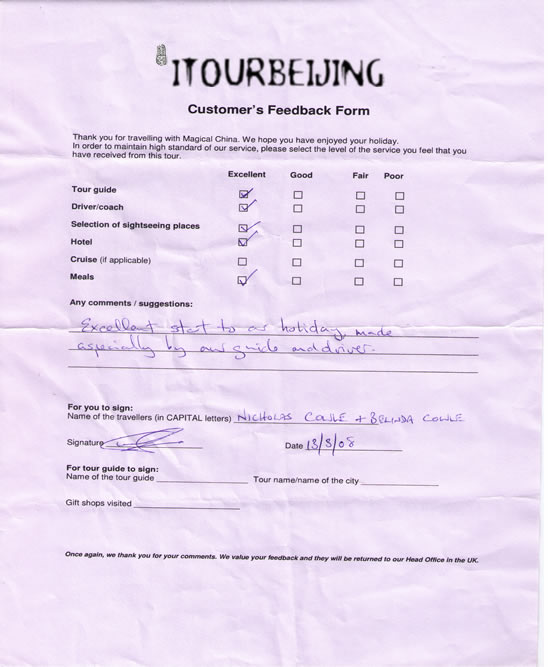 ITOURBEIJING
Customer's Feedback Form
Thank you for travelling with Magical China. We hope you have enjoyed your holiday.
In order to maintain high standard of our service, please select the level of the service you feel that you
have received from this tour.
Excellent Good Fair Poor
Tour guide
Driver/coach
Selection of sightseeing places
Hotel
Cruise (if applicable)
Meals
Any comments / suggestions:
Excellent start to our holiday, made
especially by our guide and driver.
For you to sign:
Name of the travellers (in CAPITAL letters) NICHOLAS COWLE + BELINDA COWLE
Signature Date 13/8/08
For tour guide to sign:
Name of the tour guide Tour name/name of the city
Gift shops visited
Once again, we thank you for your comments. We value your feedback and they will be returned to our Head Office in the UK.